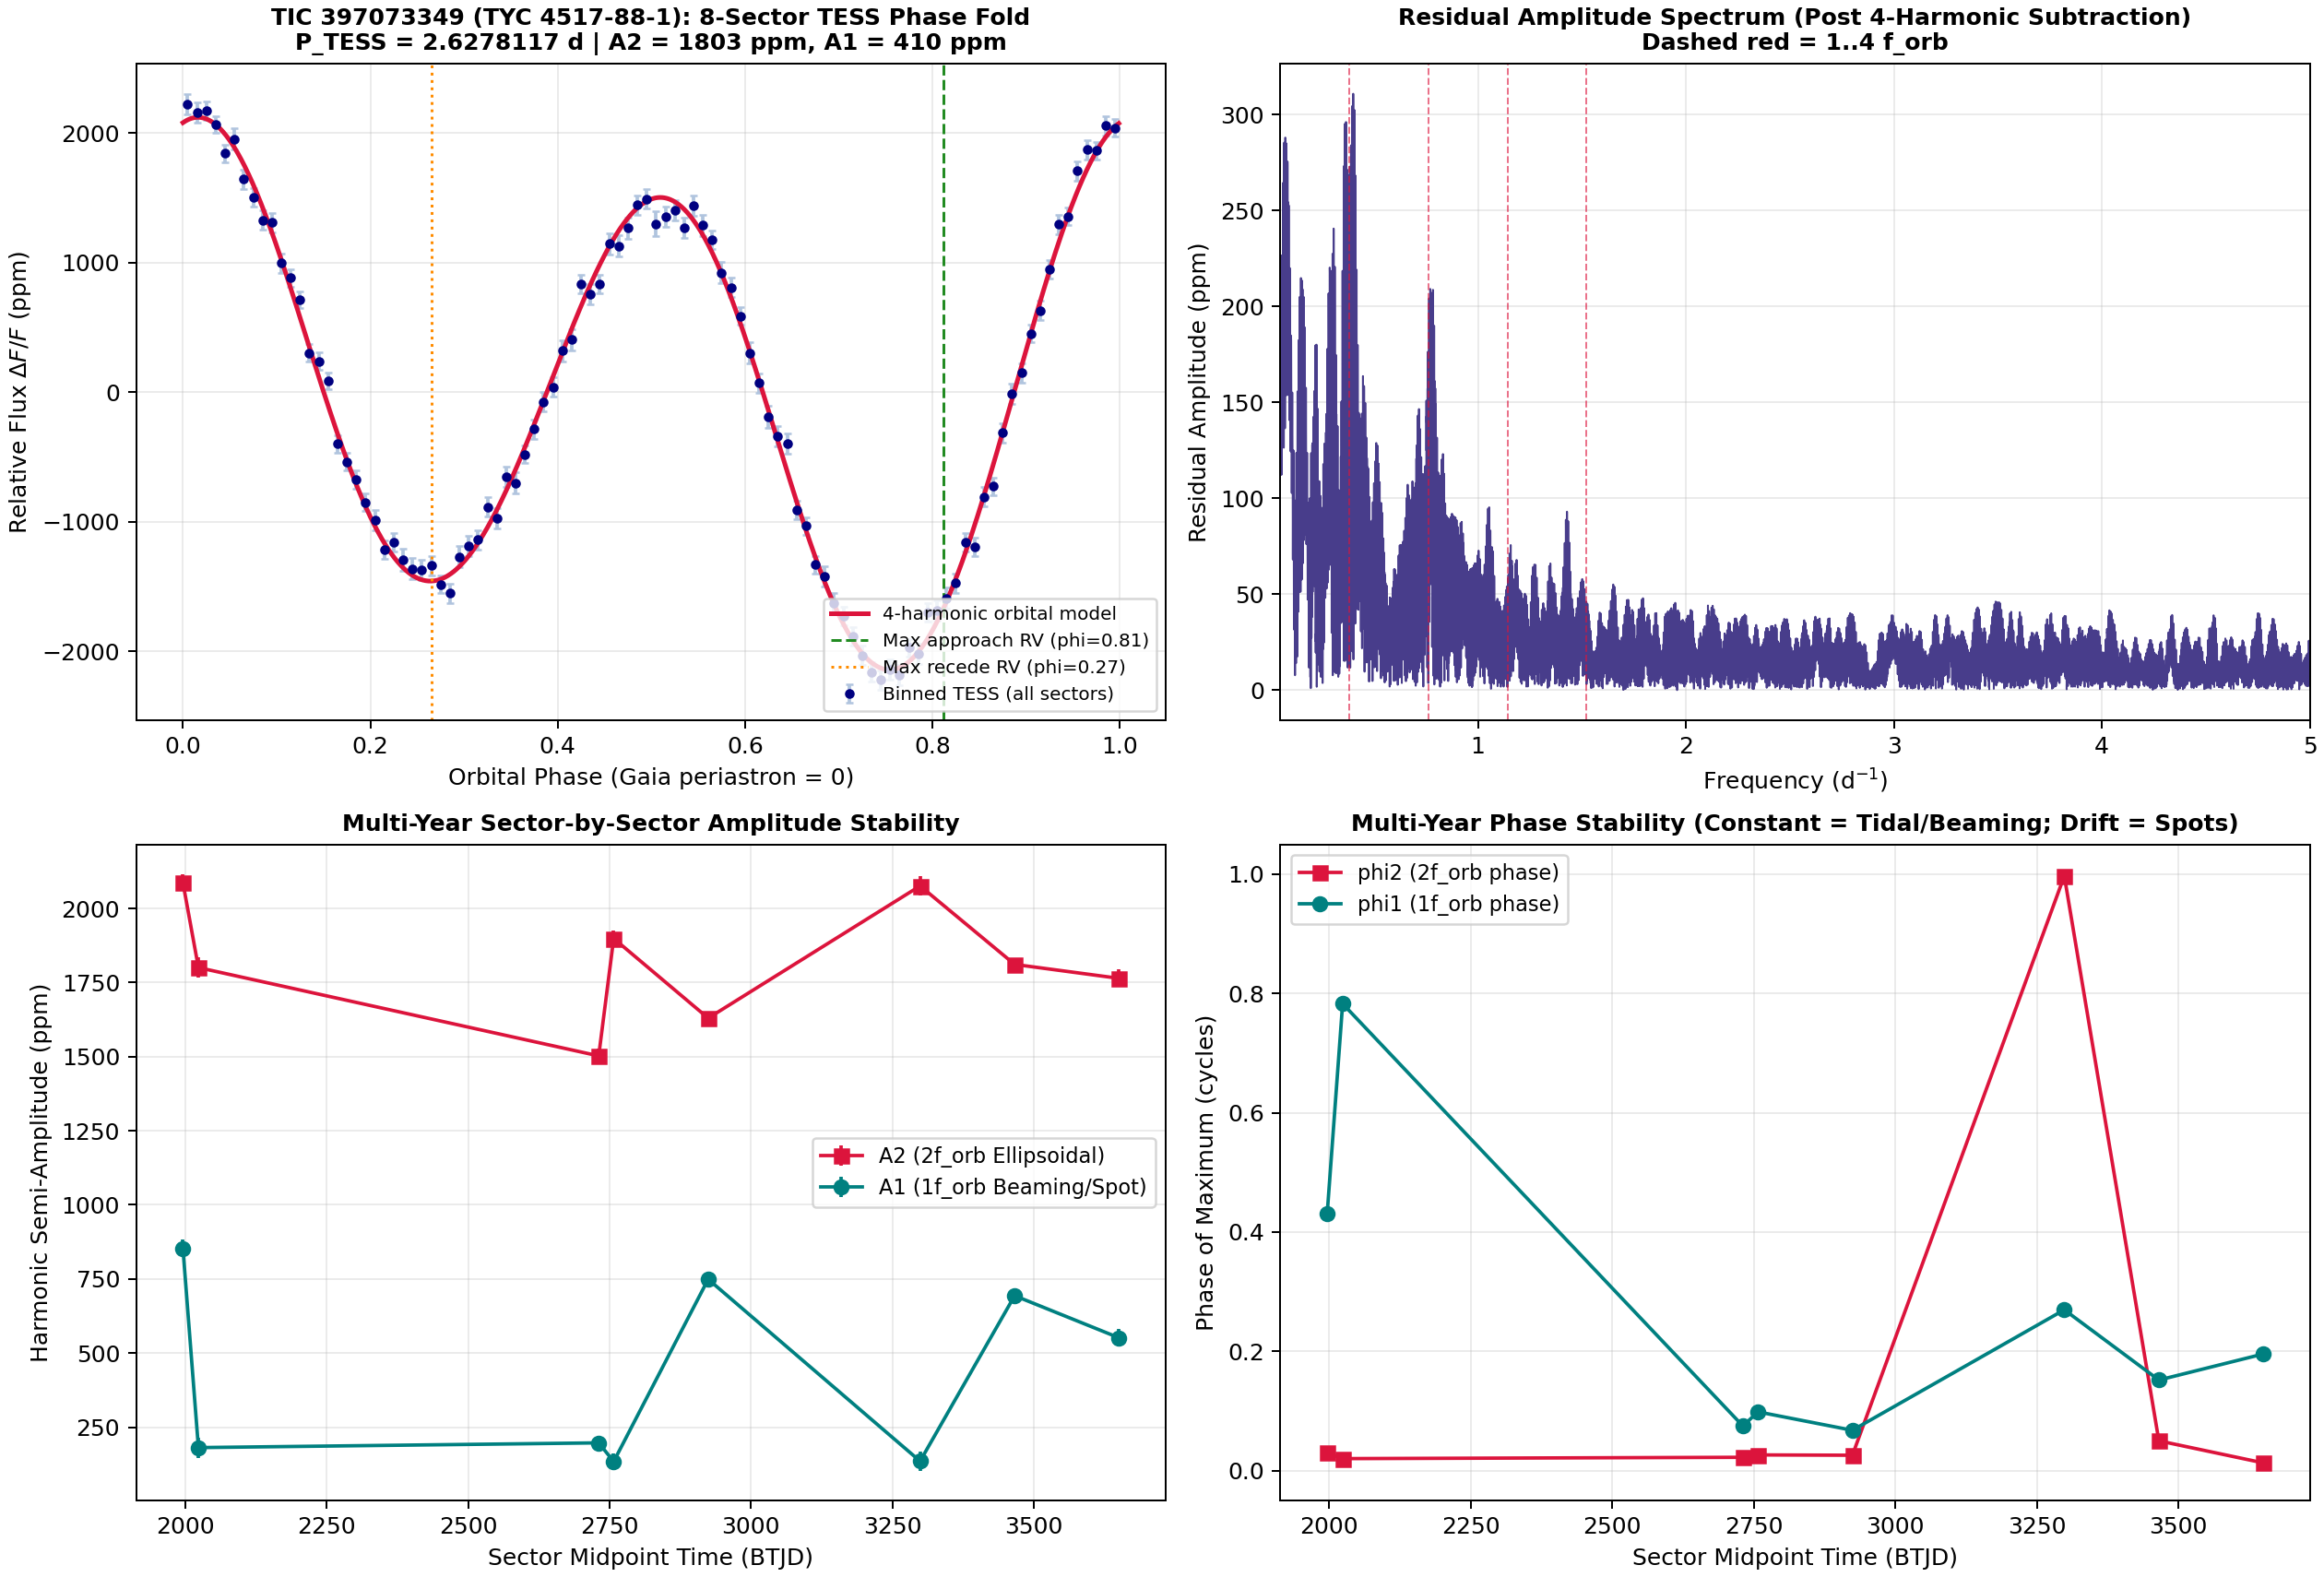 TIC 397073349 (TYC 4517-88-1): 8-Sector TESS Phase Fold
P_TESS = 2.6278117 d | A2 = 1803 ppm, A1 = 410 ppm
Relative Flux ΔF/F (ppm)
2000
1000
0
−1000
−2000
4-harmonic orbital model
Max approach RV (phi=0.81)
Max recede RV (phi=0.27)
Binned TESS (all sectors)
0.0 0.2 0.4 0.6 0.8 1.0
Orbital Phase (Gaia periastron = 0)
Residual Amplitude Spectrum (Post 4-Harmonic Subtraction)
Dashed red = 1..4 f_orb
Residual Amplitude (ppm)
300
250
200
150
100
50
0
1 2 3 4 5
Frequency (d⁻¹)
Multi-Year Sector-by-Sector Amplitude Stability
Harmonic Semi-Amplitude (ppm)
2000
1750
1500
1250
1000
750
500
250
A2 (2f_orb Ellipsoidal)
A1 (1f_orb Beaming/Spot)
2000 2250 2500 2750 3000 3250 3500
Sector Midpoint Time (BTJD)
Multi-Year Phase Stability (Constant = Tidal/Beaming; Drift = Spots)
Phase of Maximum (cycles)
1.0
0.8
0.6
0.4
0.2
0.0
phi2 (2f_orb phase)
phi1 (1f_orb phase)
2000 2250 2500 2750 3000 3250 3500
Sector Midpoint Time (BTJD)